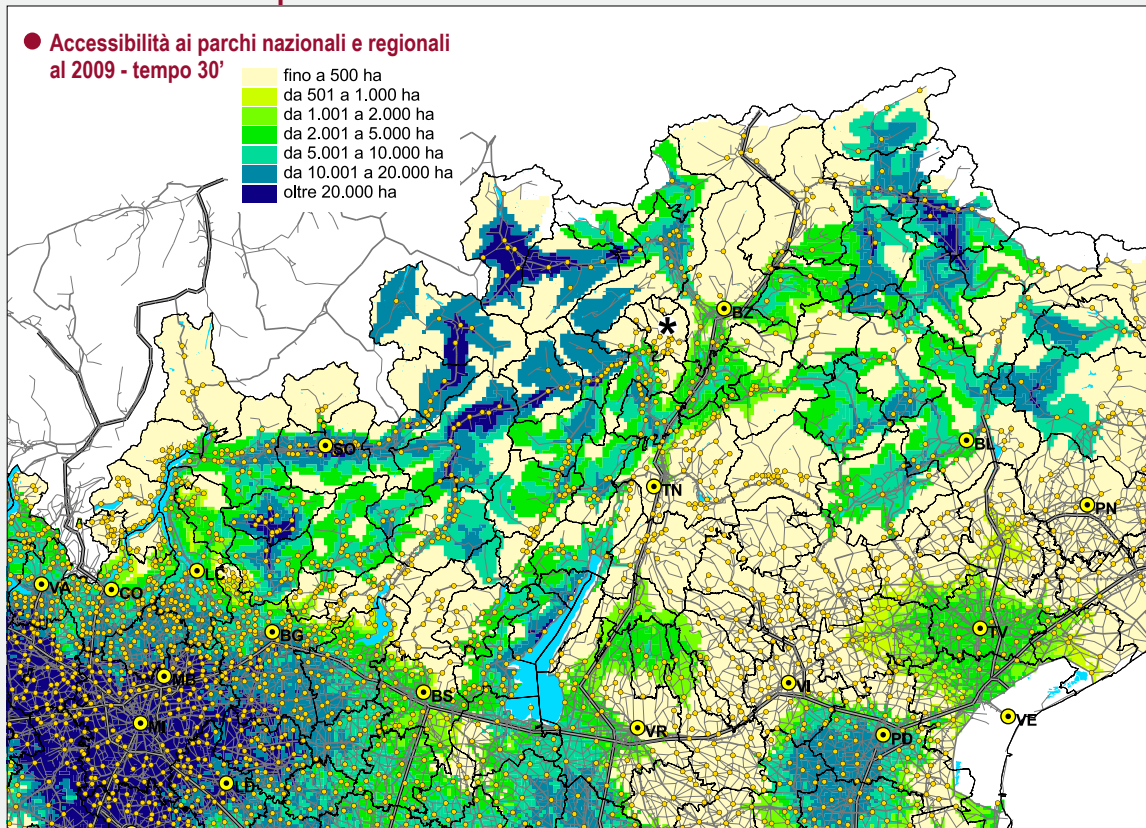 Accessibilità ai parchi nazionali e regionali
al 2009 - tempo 30'
fino a 500 ha
da 501 a 1.000 ha
da 1.001 a 2.000 ha
da 2.001 a 5.000 ha
da 5.001 a 10.000 ha
da 10.001 a 20.000 ha
oltre 20.000 ha
BZ
*
SO
BL
TN
PN
LC
VA
CO
TV
BG
MB
VI
BS
VE
MI
VR
PD
LO